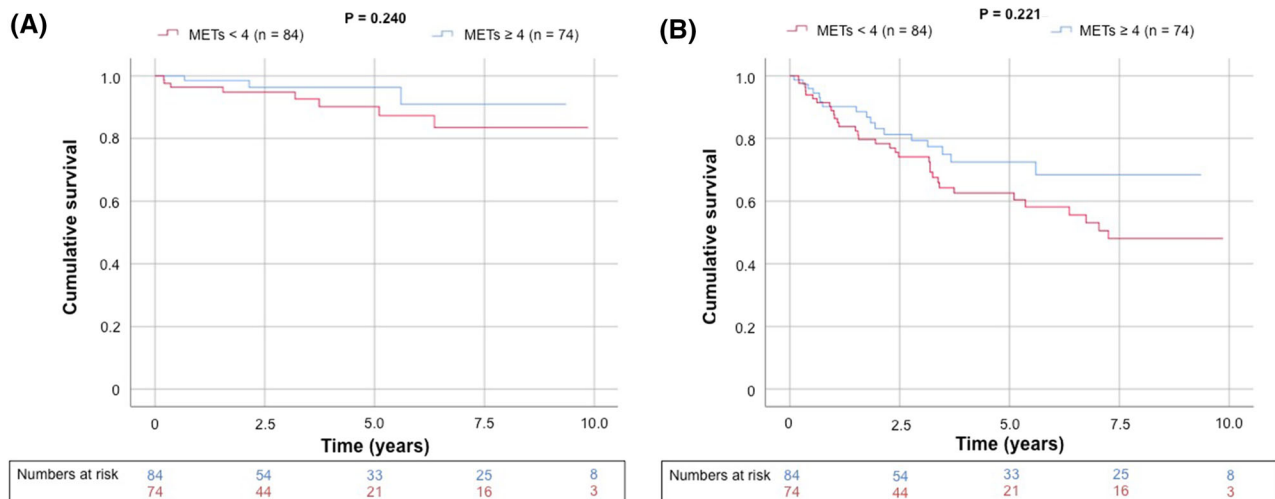 (A)
P = 0.240
METs < 4 (n = 84) METs ≥ 4 (n = 74)
1.0
0.8
0.6
0.4
0.2
0
Cumulative survival
0 2.5 5.0 7.5 10.0
Time (years)
Numbers at risk 84 54 33 25 8
74 44 21 16 3
(B)
P = 0.221
METs < 4 (n = 84) METs ≥ 4 (n = 74)
1.0
0.8
0.6
0.4
0.2
0
Cumulative survival
0 2.5 5.0 7.5 10.0
Time (years)
Numbers at risk 84 54 33 25 8
74 44 21 16 3